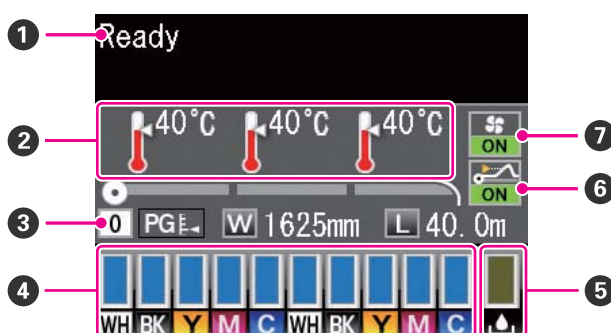 1 Ready
2 40°C 40°C 40°C ON 7
ON 6
3 0 PG W 1625mm L 40.0m
4 WH BK Y M C WH BK Y M C 5